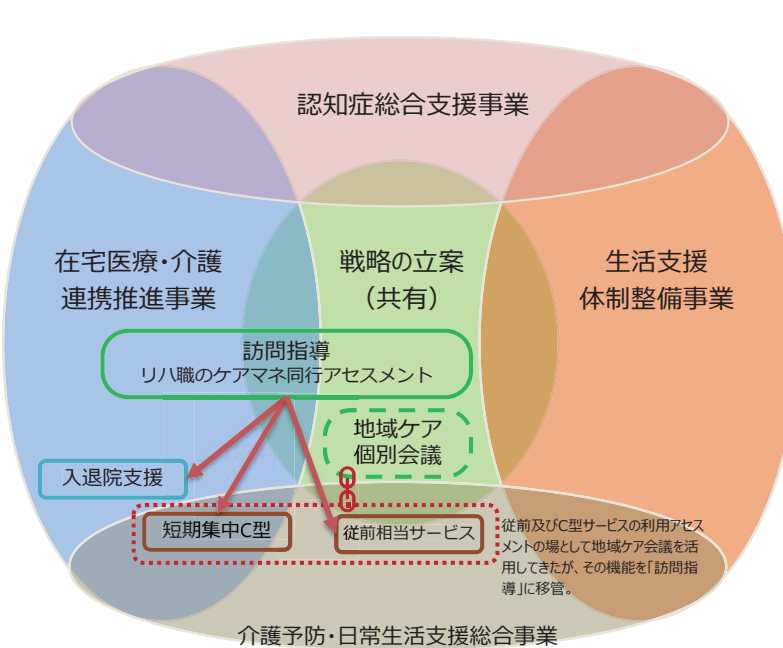 認知症総合支援事業
在宅医療・介護
連携推進事業
戦略の立案
（共有）
生活支援
体制整備事業
訪問指導
リハ職のケアマネ同行アセスメント
地域ケア
個別会議
入退院支援
短期集中C型
従前相当サービス
従前及びC型サービスの利用アセス
メントの場として地域ケア会議を活
用してきたが、その機能を「訪問指
導」に移管。
介護予防・日常生活支援総合事業